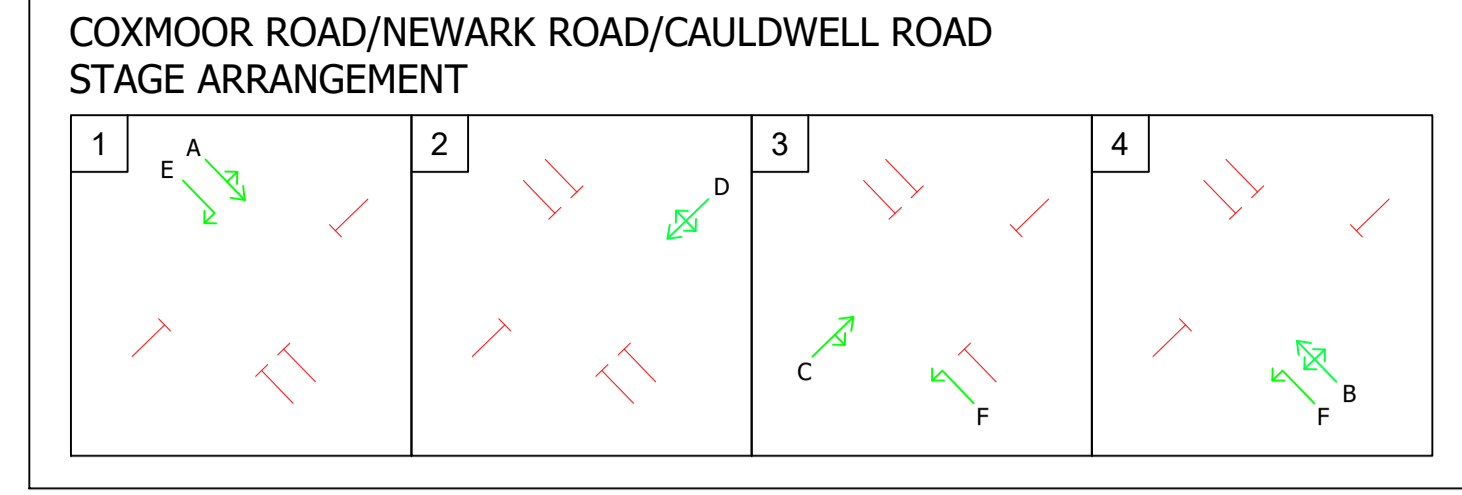 COXMOOR ROAD/NEWARK ROAD/CAULDWELL ROAD
STAGE ARRANGEMENT
1
A
E
2
D
3
C
F
4
B
F